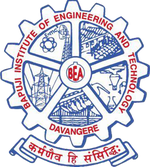 BAPUJI INSTITUTE OF ENGINEERING AND TECHNOLOGY
BEA
DAVANGERE
कर्मणैव हि संसिद्धिः